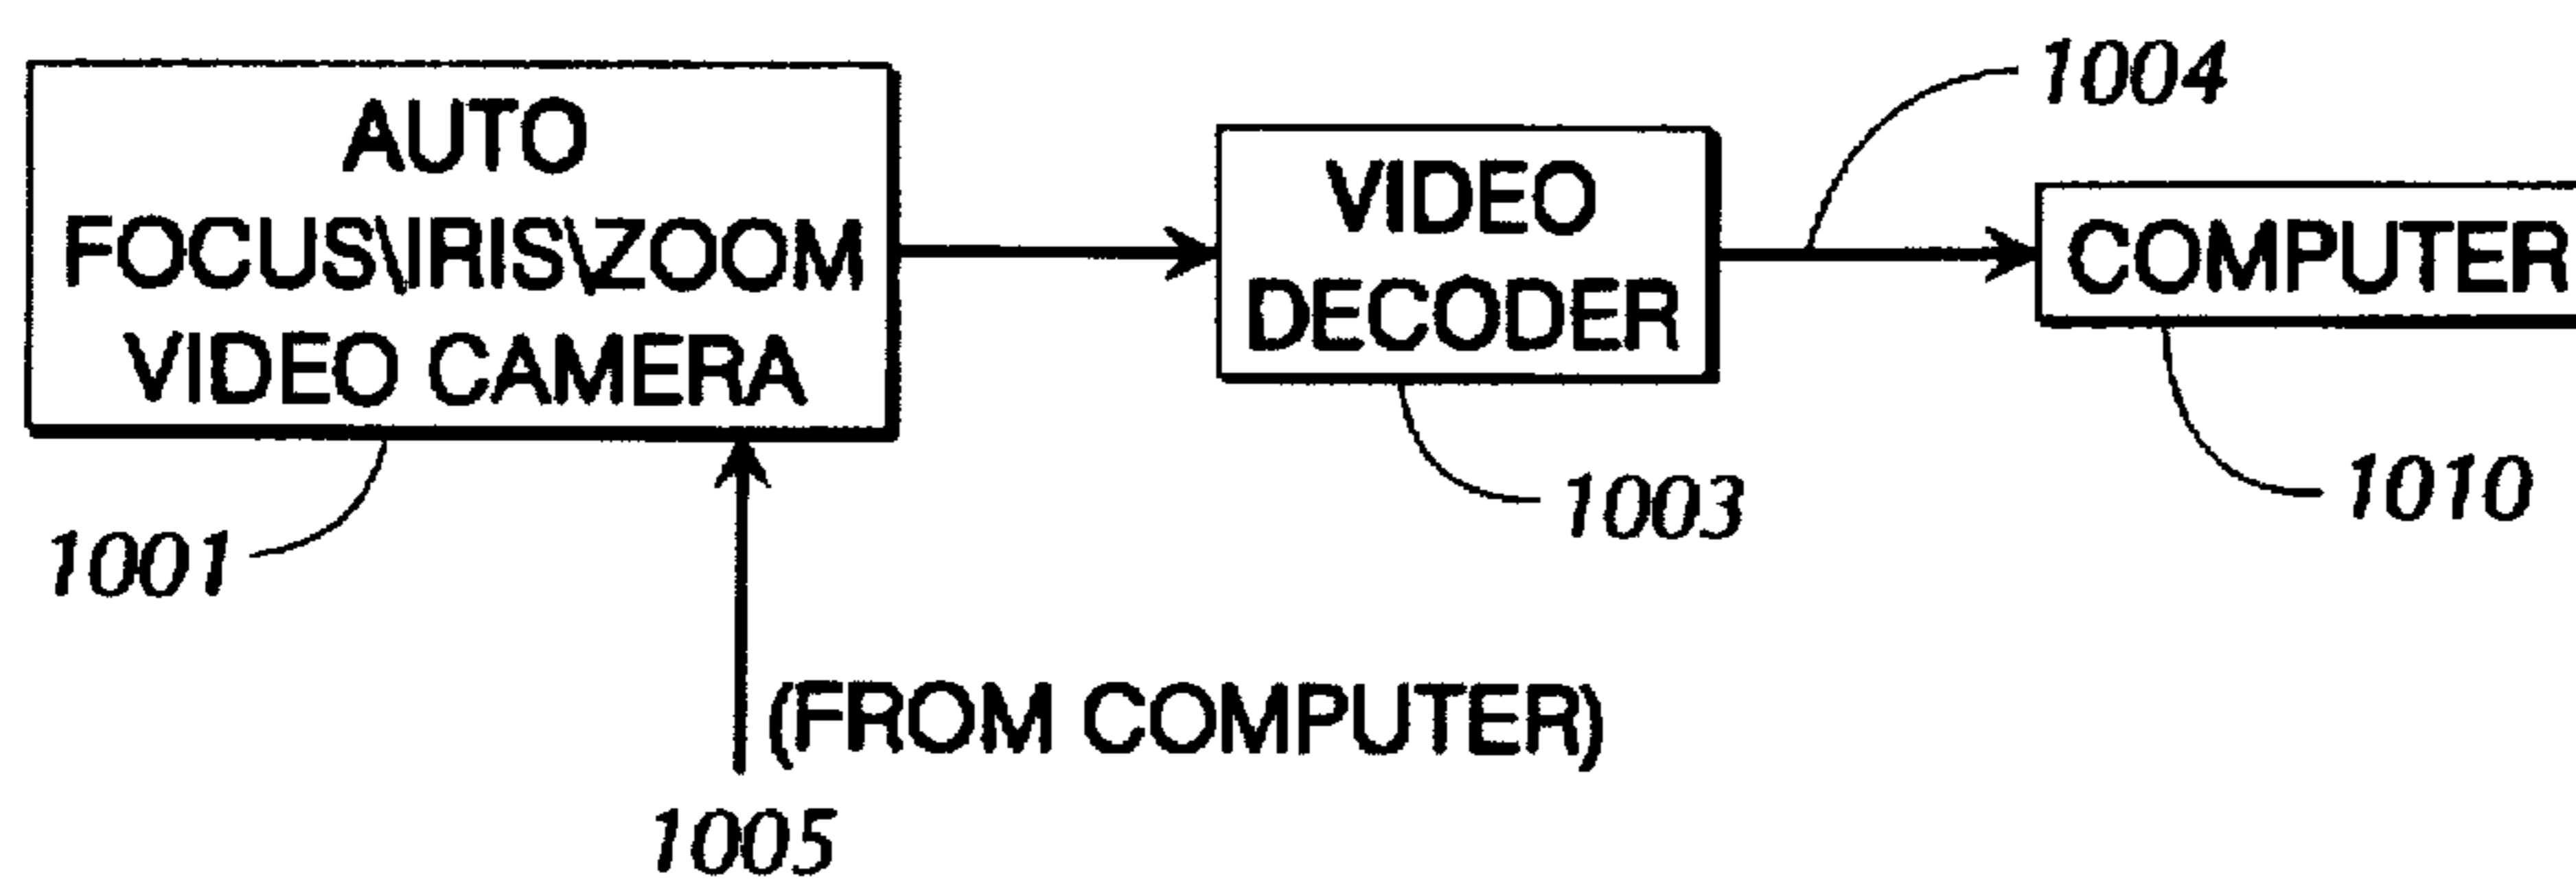 AUTO
FOCUS\IRIS\ZOOM
VIDEO CAMERA
1001
VIDEO
DECODER
1003
1004
COMPUTER
1010
(FROM COMPUTER)
1005